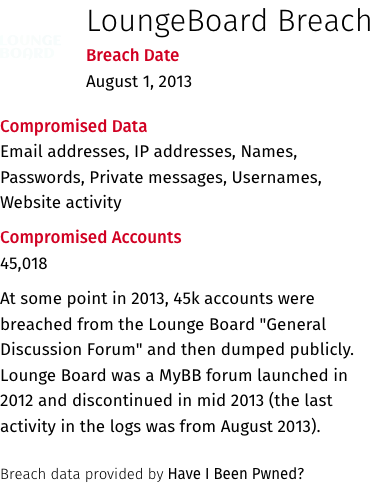 LoungeBoard Breach
LOUNGE
BOARD
Breach Date
August 1, 2013
Compromised Data
Email addresses, IP addresses, Names,
Passwords, Private messages, Usernames,
Website activity
Compromised Accounts
45,018
At some point in 2013, 45k accounts were
breached from the Lounge Board "General
Discussion Forum" and then dumped publicly.
Lounge Board was a MyBB forum launched in
2012 and discontinued in mid 2013 (the last
activity in the logs was from August 2013).
Breach data provided by Have I Been Pwned?